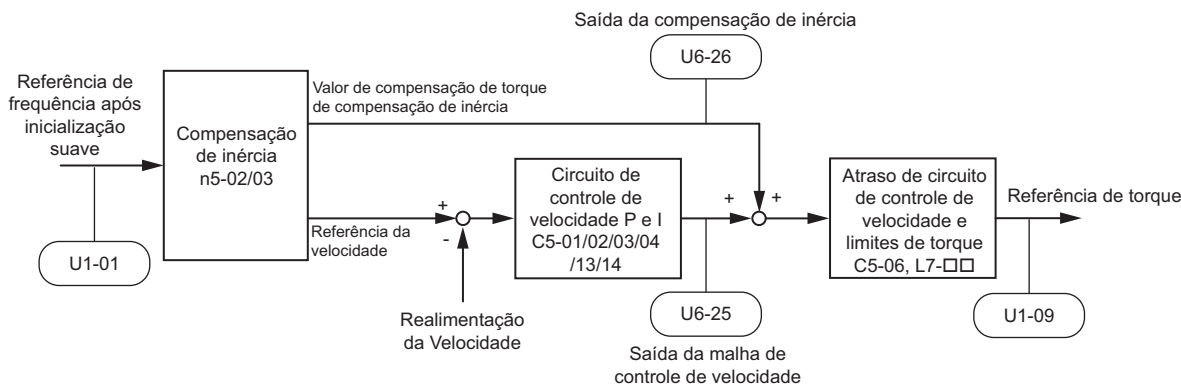 Saída da compensação de inércia
U6-26
Referência de
frequência após
inicialização
suave
U1-01
Compensação
de inércia
n5-02/03
Valor de compensação de torque
de compensação de inércia
Referência da
velocidade
+
-
Realimentação
da Velocidade
Circuito de
controle de
velocidade P e I
C5-01/02/03/04
/13/14
+
+
U6-25
Saída da malha de
controle de velocidade
Atraso de circuito
de controle de
velocidade e
limites de torque
C5-06, L7-□□
Referência de torque
U1-09